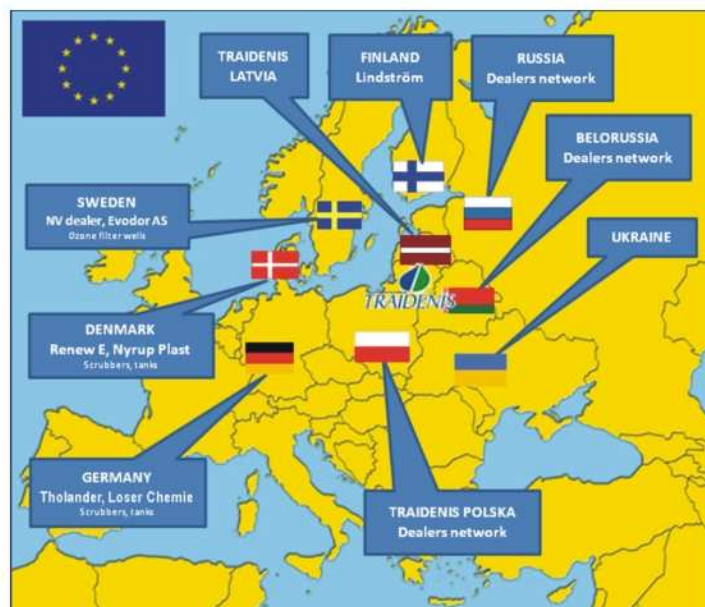 TRAIDENIS
LATVIA
FINLAND
Lindström
RUSSIA
Dealers network
BELORUSSIA
Dealers network
SWEDEN
NV dealer, Evodor AS
Ozone filter wells
UKRAINE
TRAIDENIS
DENMARK
Renew E, Nyrup Plast
Scrubbers, tanks
GERMANY
Tholander, Loser Chemie
Scrubbers, tanks
TRAIDENIS POLSKA
Dealers network